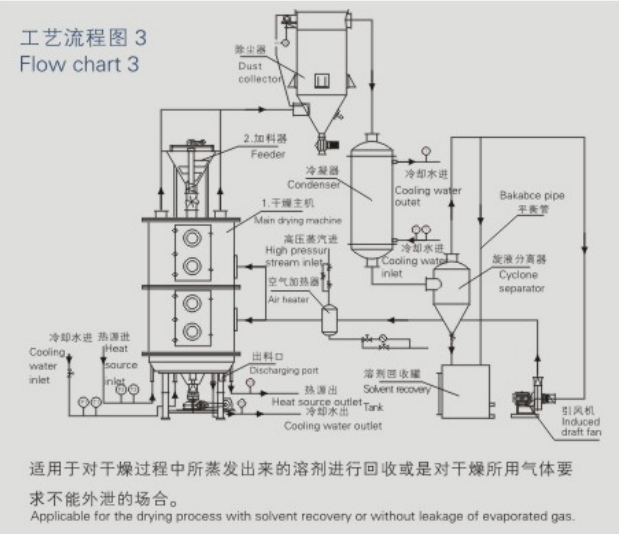 工艺流程图 3
Flow chart 3
除尘器
Dust
collector
2.加料器
Feeder
冷凝器
Condenser
冷却水进
Cooling water
outet
Bakabce pipe
平衡管
1.干燥主机
Main drying machine
高压蒸汽进
High pressur
stream inlet
冷却水进
Cooling water
inlet
旋液分离器
Cyclone
separator
空气加热器
Air heater
冷却水进
Cooling
water
inlet
热源进
Heat
source
inlet
出料口
Discharging port
热源出
Heat source outlet
冷却水出
Cooling water outlet
溶剂回收罐
Solvent recovery
Tank
引风机
Induced
draft fan
适用于对干燥过程中所蒸发出来的溶剂进行回收或是对干燥所用气体要
求不能外泄的场合。
Applicable for the drying process with solvent recovery or without leakage of evaporated gas.